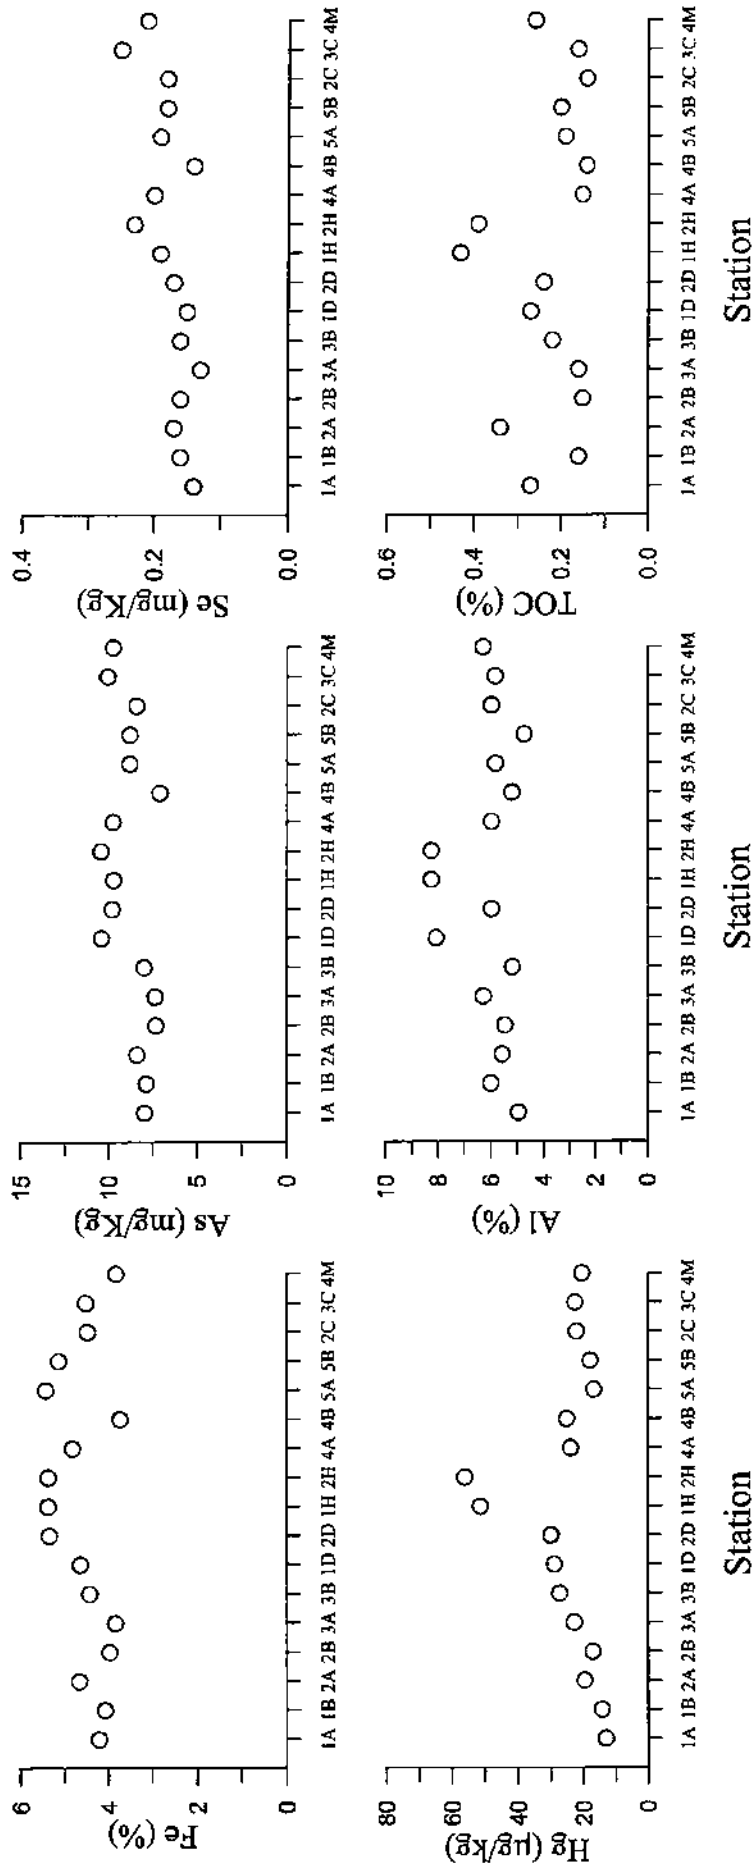 6
4
2
0
Fe (%)
1A 1B 2A 2B 3A 3B 1D 2D 1H 2H 4A 4B 5A 5B 2C 3C 4M
15
10
5
0
As (mg/Kg)
1A 1B 2A 2B 3A 3B 1D 2D 1H 2H 4A 4B 5A 5B 2C 3C 4M
0.4
0.2
0.0
Se (mg/Kg)
1A 1B 2A 2B 3A 3B 1D 2D 1H 2H 4A 4B 5A 5B 2C 3C 4M
80
60
40
20
0
Hg (µg/kg)
1A 1B 2A 2B 3A 3B 1D 2D 1H 2H 4A 4B 5A 5B 2C 3C 4M
Station
10
8
6
4
2
0
Al (%)
1A 1B 2A 2B 3A 3B 1D 2D 1H 2H 4A 4B 5A 5B 2C 3C 4M
Station
0.6
0.4
0.2
0.0
TOC (%)
1A 1B 2A 2B 3A 3B 1D 2D 1H 2H 4A 4B 5A 5B 2C 3C 4M
Station